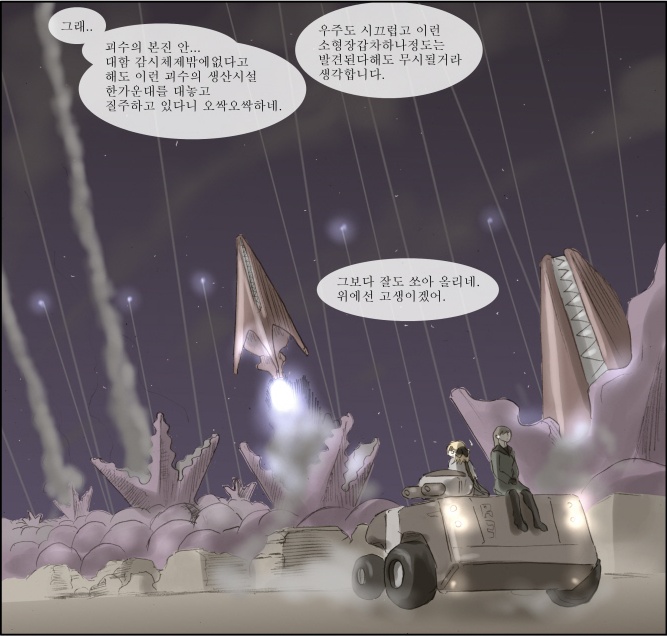 그래..
괴수의 본진 안...
대함 감시체제밖에없다고
해도 이런 괴수의 생산시설
한가운대를 대놓고
질주하고 있다니 오싹오싹하네.
우주도 시끄럽고 이런
소형장갑차하나정도는
발견된다해도 무시될거라
생각합니다.
그보다 잘도 쏘아 올리네.
위에선 고생이겠어.